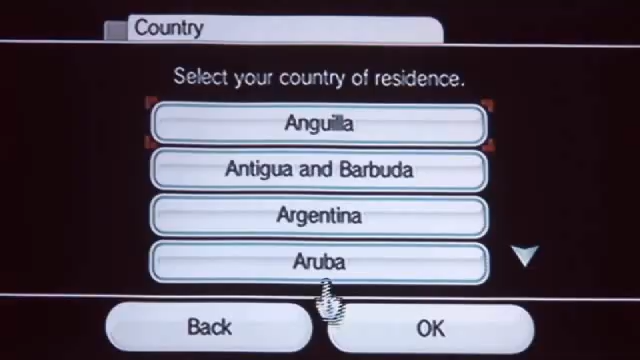 Country
Select your country of residence.
Anguilla
Antigua and Barbuda
Argentina
Aruba
Back
OK